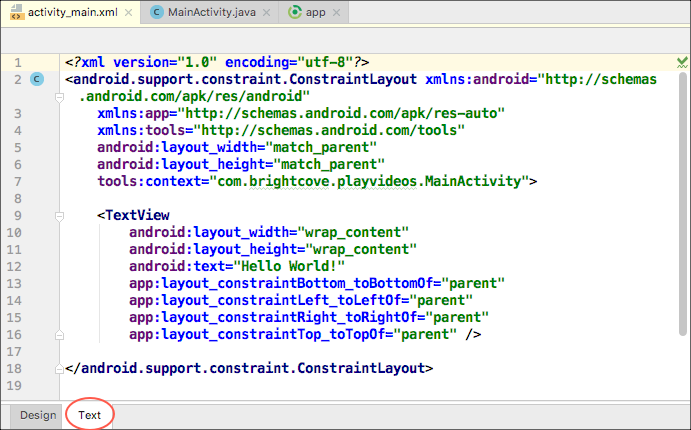 activity_main.xml × MainActivity.java × app ×
1 <?xml version="1.0" encoding="utf-8"?>
2 <android.support.constraint.ConstraintLayout xmlns:android="http://schemas
.android.com/apk/res/android"
3 xmlns:app="http://schemas.android.com/apk/res-auto"
4 xmlns:tools="http://schemas.android.com/tools"
5 android:layout_width="match_parent"
6 android:layout_height="match_parent"
7 tools:context="com.brightcove.playvideos.MainActivity">
8
9 <TextView
10 android:layout_width="wrap_content"
11 android:layout_height="wrap_content"
12 android:text="Hello World!"
13 app:layout_constraintBottom_toBottomOf="parent"
14 app:layout_constraintLeft_toLeftOf="parent"
15 app:layout_constraintRight_toRightOf="parent"
16 app:layout_constraintTop_toTopOf="parent" />
17
18 </android.support.constraint.ConstraintLayout>
19
Design Text